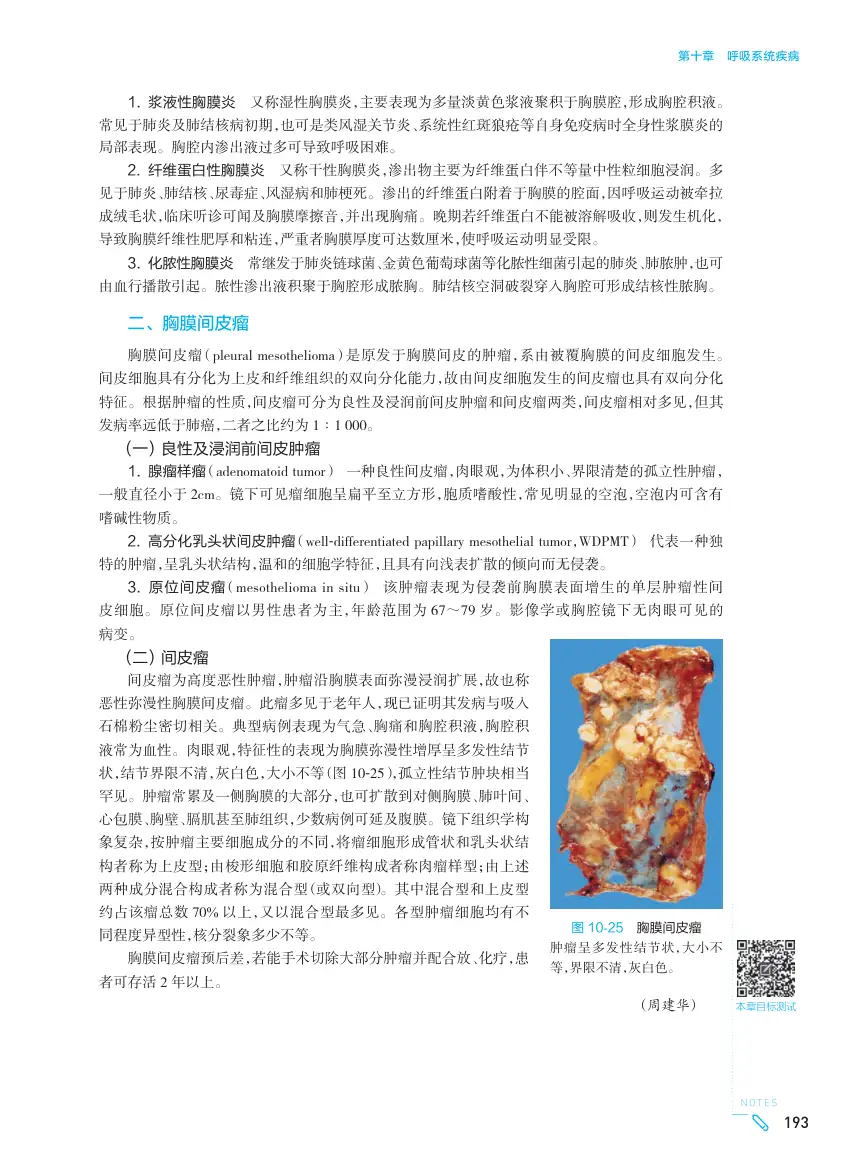 第十章 呼吸系统疾病
1. 浆液性胸膜炎 又称湿性胸膜炎,主要表现为多量淡黄色浆液聚积于胸膜腔,形成胸腔积液。
常见于肺炎及肺结核病初期,也可是类风湿关节炎、系统性红斑狼疮等自身免疫病时全身性浆膜炎的
局部表现。胸腔内渗出液过多可导致呼吸困难。
2. 纤维蛋白性胸膜炎 又称干性胸膜炎,渗出物主要为纤维蛋白伴不等量中性粒细胞浸润。多
见于肺炎、肺结核、尿毒症、风湿病和肺梗死。渗出的纤维蛋白附着于胸膜的腔面,因呼吸运动被牵拉
成绒毛状,临床听诊可闻及胸膜摩擦音,并出现胸痛。晚期若纤维蛋白不能被溶解吸收,则发生机化,
导致胸膜纤维性肥厚和粘连,严重者胸膜厚度可达数厘米,使呼吸运动明显受限。
3. 化脓性胸膜炎 常继发于肺炎链球菌、金黄色葡萄球菌等化脓性细菌引起的肺炎、肺脓肿,也可
由血行播散引起。脓性渗出液积聚于胸腔形成脓胸。肺结核空洞破裂穿入胸腔可形成结核性脓胸。
二、胸膜间皮瘤
胸膜间皮瘤(pleural mesothelioma)是原发于胸膜间皮的肿瘤,系由被覆胸膜的间皮细胞发生。
间皮细胞具有分化为上皮和纤维组织的双向分化能力,故由间皮细胞发生的间皮瘤也具有双向分化
特征。根据肿瘤的性质,间皮瘤可分为良性及浸润前间皮肿瘤和间皮瘤两类,间皮瘤相对多见,但其
发病率远低于肺癌,二者之比约为 1∶1 000。
(一)良性及浸润前间皮肿瘤
1. 腺瘤样瘤(adenomatoid tumor) 一种良性间皮瘤,肉眼观,为体积小、界限清楚的孤立性肿瘤,
一般直径小于 2cm。镜下可见瘤细胞呈扁平至立方形,胞质嗜酸性,常见明显的空泡,空泡内可含有
嗜碱性物质。
2. 高分化乳头状间皮肿瘤(well-differentiated papillary mesothelial tumor,WDPMT) 代表一种独
特的肿瘤,呈乳头状结构,温和的细胞学特征,且具有向浅表扩散的倾向而无侵袭。
3. 原位间皮瘤(mesothelioma in situ) 该肿瘤表现为侵袭前胸膜表面增生的单层肿瘤性间
皮细胞。原位间皮瘤以男性患者为主,年龄范围为 67～79 岁。影像学或胸腔镜下无肉眼可见的
病变。
(二)间皮瘤
间皮瘤为高度恶性肿瘤,肿瘤沿胸膜表面弥漫浸润扩展,故也称
恶性弥漫性胸膜间皮瘤。此瘤多见于老年人,现已证明其发病与吸入
石棉粉尘密切相关。典型病例表现为气急、胸痛和胸腔积液,胸腔积
液常为血性。肉眼观,特征性的表现为胸膜弥漫性增厚呈多发性结节
状,结节界限不清,灰白色,大小不等(图 10-25),孤立性结节肿块相当
罕见。肿瘤常累及一侧胸膜的大部分,也可扩散到对侧胸膜、肺叶间、
心包膜、胸壁、膈肌甚至肺组织,少数病例可延及腹膜。镜下组织学构
象复杂,按肿瘤主要细胞成分的不同,将瘤细胞形成管状和乳头状结
构者称为上皮型;由梭形细胞和胶原纤维构成者称肉瘤样型;由上述
两种成分混合构成者称为混合型(或双向型)。其中混合型和上皮型
约占该瘤总数 70% 以上,又以混合型最多见。各型肿瘤细胞均有不
同程度异型性,核分裂象多少不等。
胸膜间皮瘤预后差,若能手术切除大部分肿瘤并配合放、化疗,患
者可存活 2 年以上。
图 10-25 胸膜间皮瘤
肿瘤呈多发性结节状,大小不
等,界限不清,灰白色。
(周建华)
本章目标测试
NOTES
193